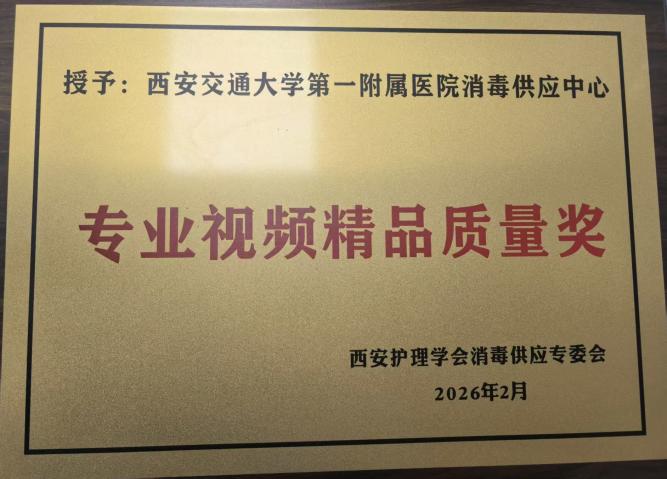 授予：西安交通大学第一附属医院消毒供应中心
专业视频精品质量奖
西安护理学会消毒供应专委会
2026年2月